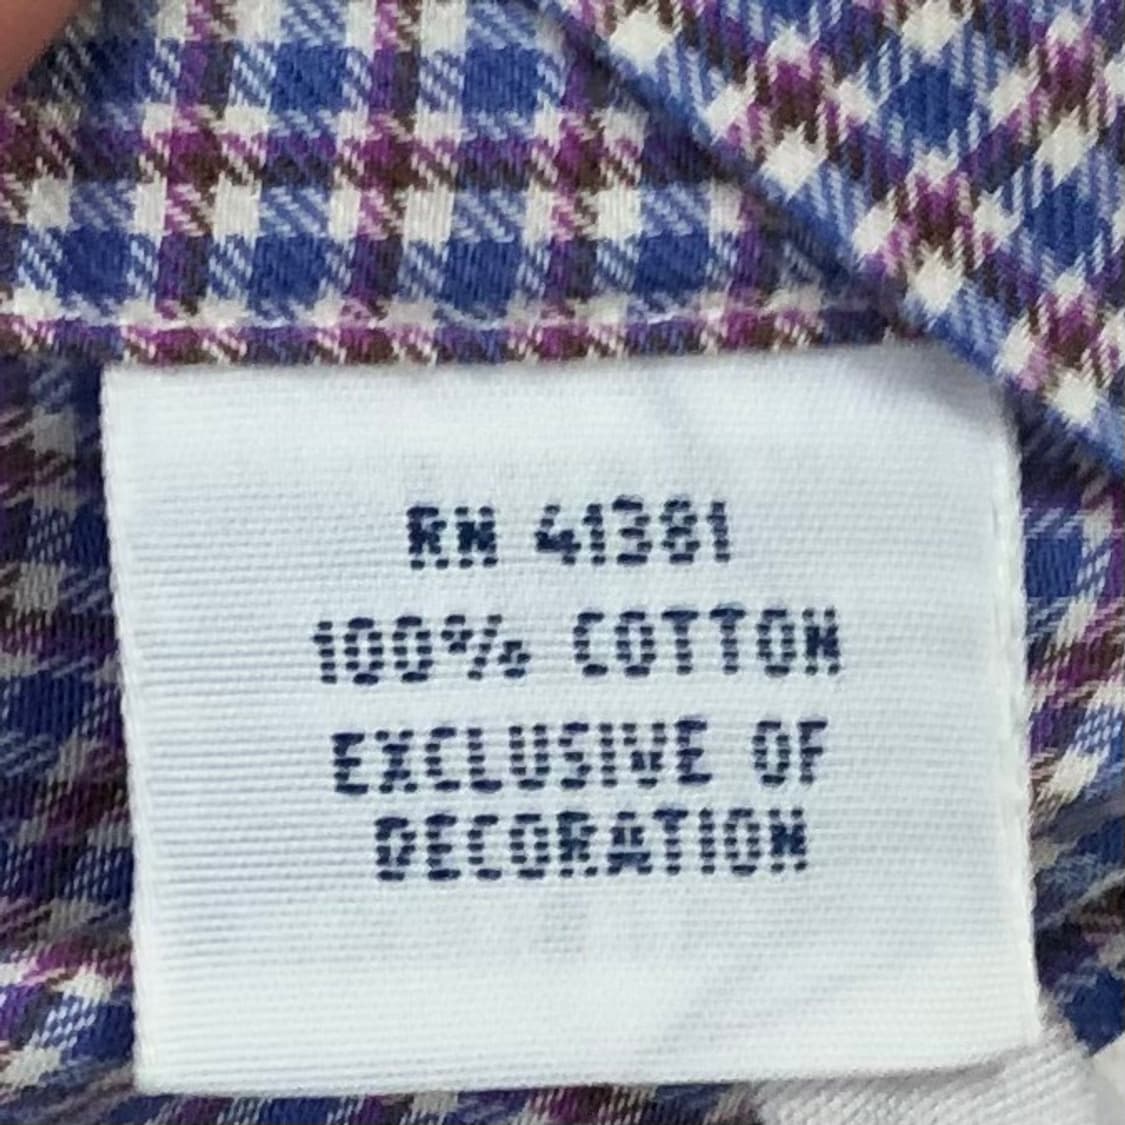 RN 41381
100% COTTON
EXCLUSIVE OF
DECORATION